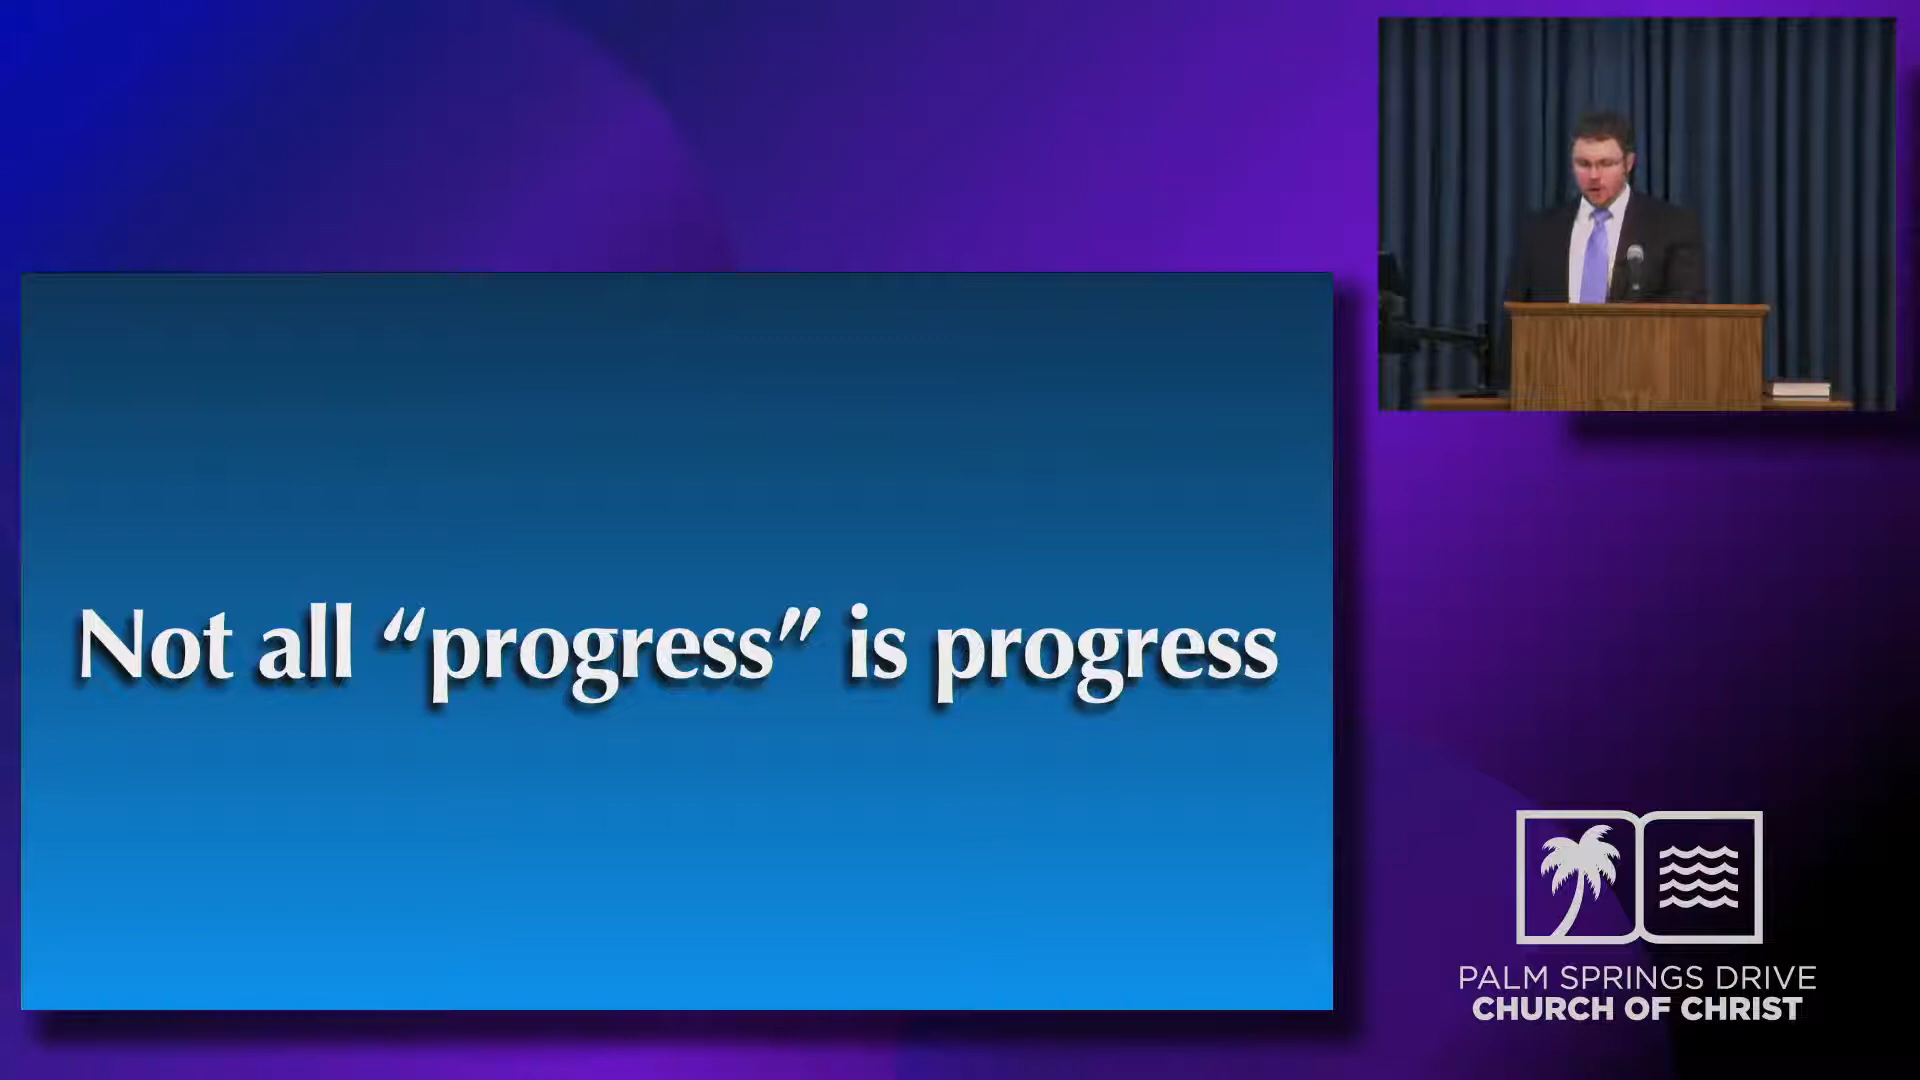 Not all “progress” is progress
PALM SPRINGS DRIVE
CHURCH OF CHRIST